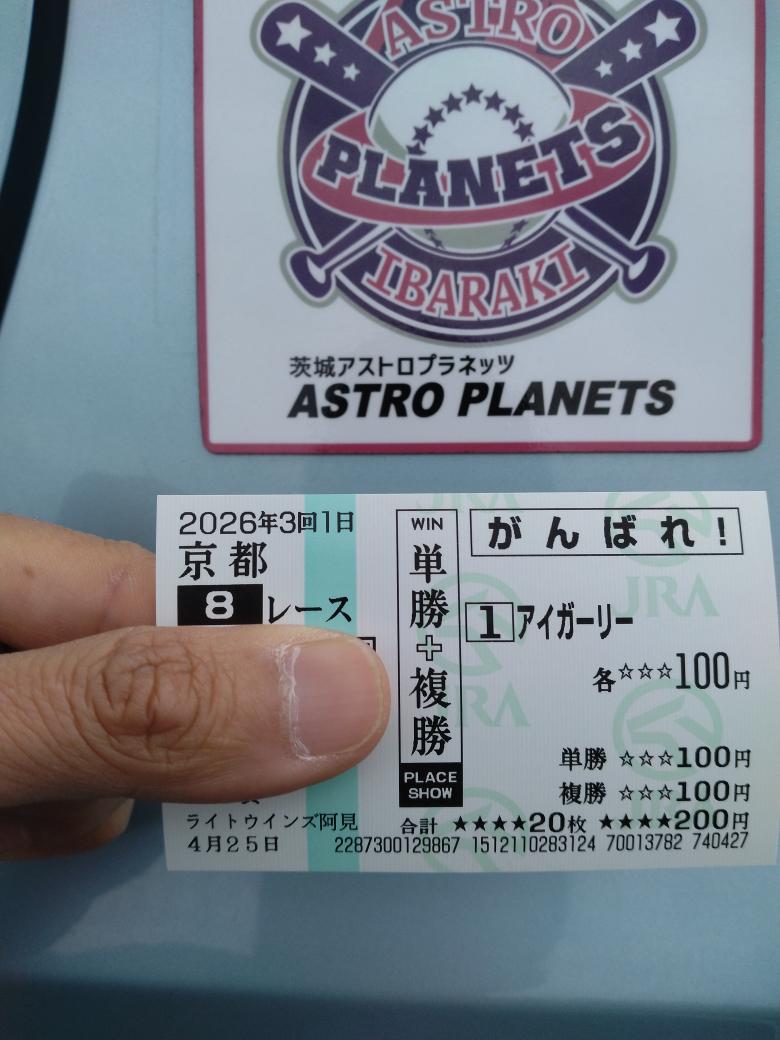 ASTRO
PLANETS
IBARAKI
茨城アストロプラネッツ
ASTRO PLANETS
2026年3回1日
京都
8レース
WIN
単勝+複勝
PLACE
SHOW
がんばれ!
1 アイガーリー
各☆☆☆100円
単勝 ☆☆☆100円
複勝 ☆☆☆100円
合計 ★★★★20枚 ★★★★200円
ライトウインズ阿見
4月25日
2287300129867 1512110283124 70013782 740427
JRA
JRA
JRA